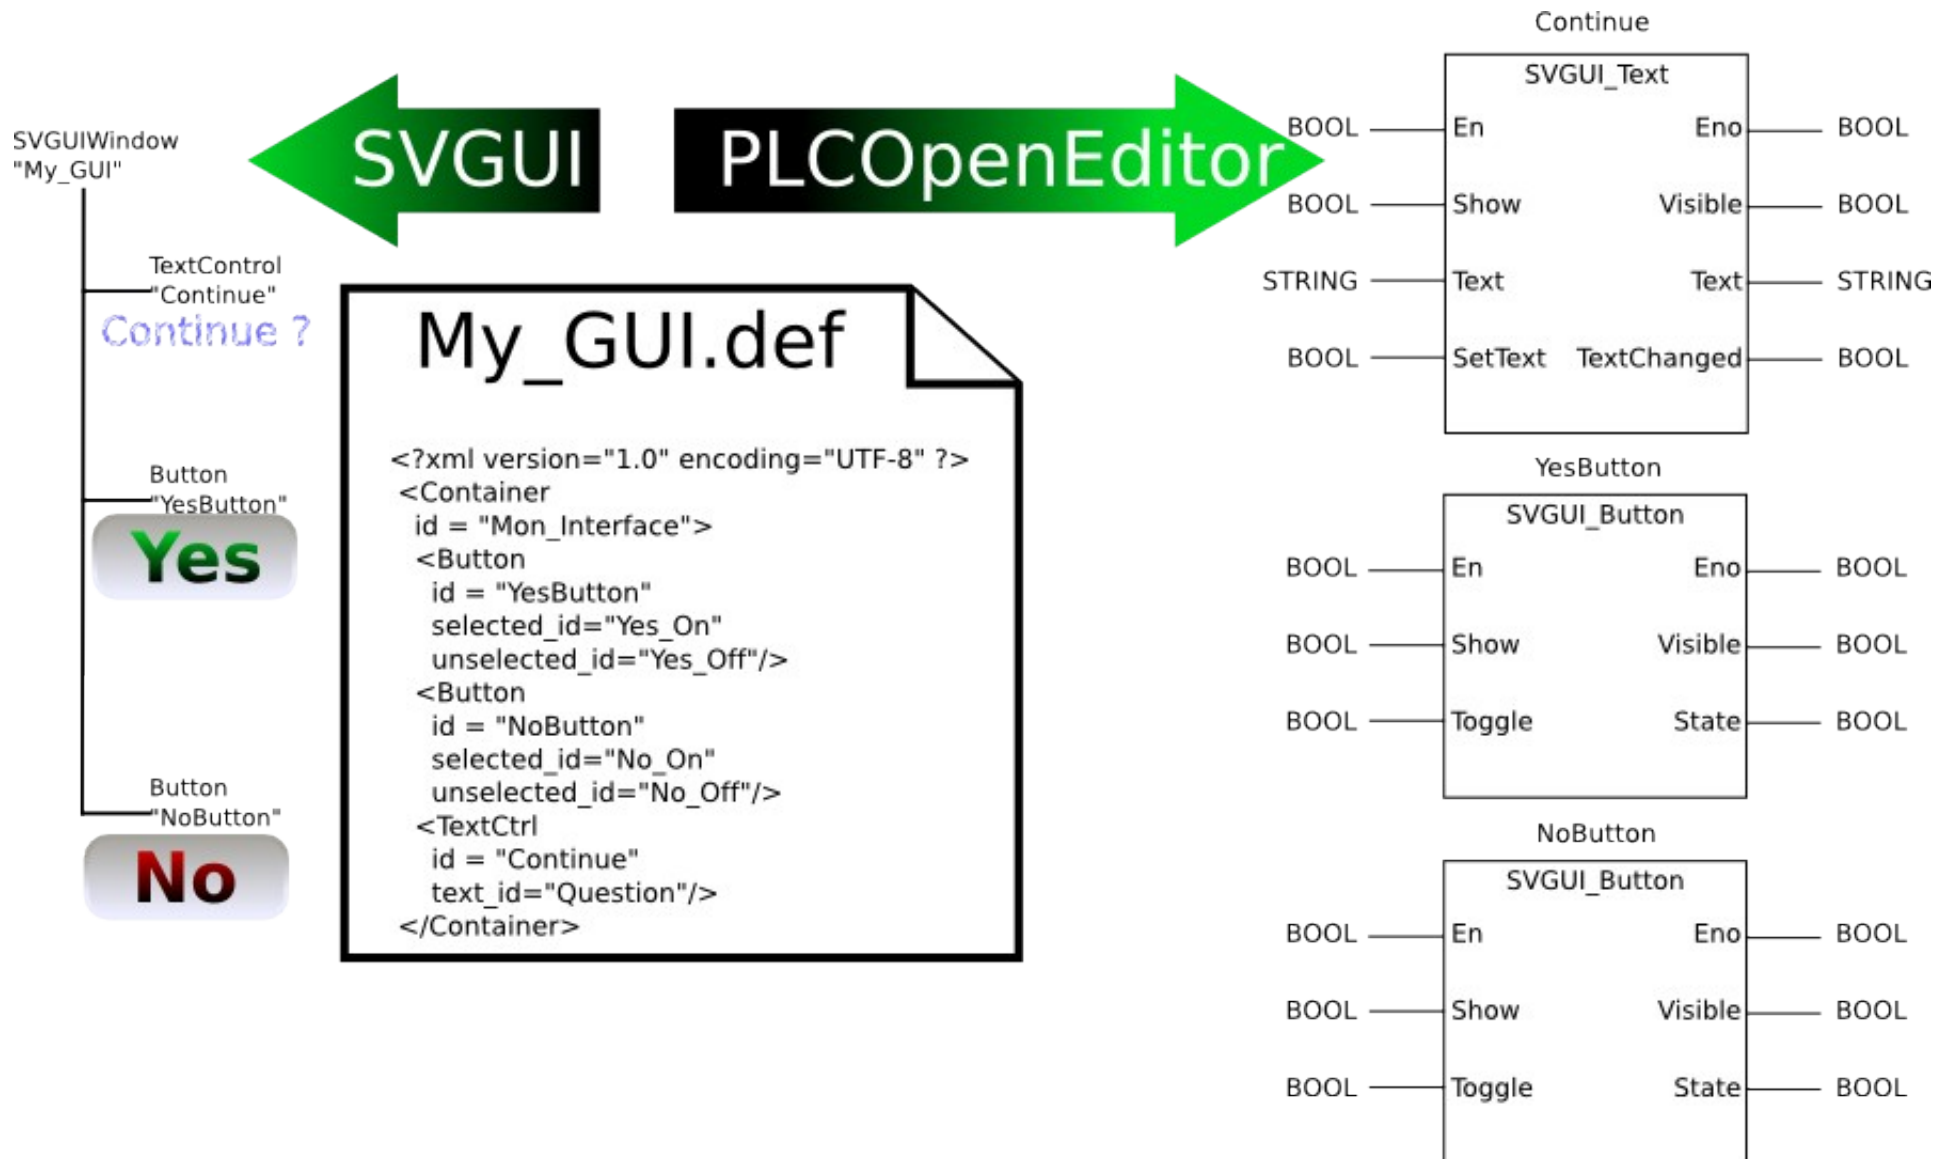 SVGUIWindow
"My_GUI"
TextControl
"Continue"
Continue ?
Button
"YesButton"
Yes
Button
"NoButton"
No
SVGUI
PLCOpenEditor
My_GUI.def
<?xml version="1.0" encoding="UTF-8" ?>
<Container
id = "Mon_Interface">
<Button
id = "YesButton"
selected_id="Yes_On"
unselected_id="Yes_Off"/>
<Button
id = "NoButton"
selected_id="No_On"
unselected_id="No_Off"/>
<TextCtrl
id = "Continue"
text_id="Question"/>
</Container>
Continue
SVGUI_Text
BOOL En Eno BOOL
BOOL Show Visible BOOL
STRING Text Text STRING
BOOL SetText TextChanged BOOL
YesButton
SVGUI_Button
BOOL En Eno BOOL
BOOL Show Visible BOOL
BOOL Toggle State BOOL
NoButton
SVGUI_Button
BOOL En Eno BOOL
BOOL Show Visible BOOL
BOOL Toggle State BOOL